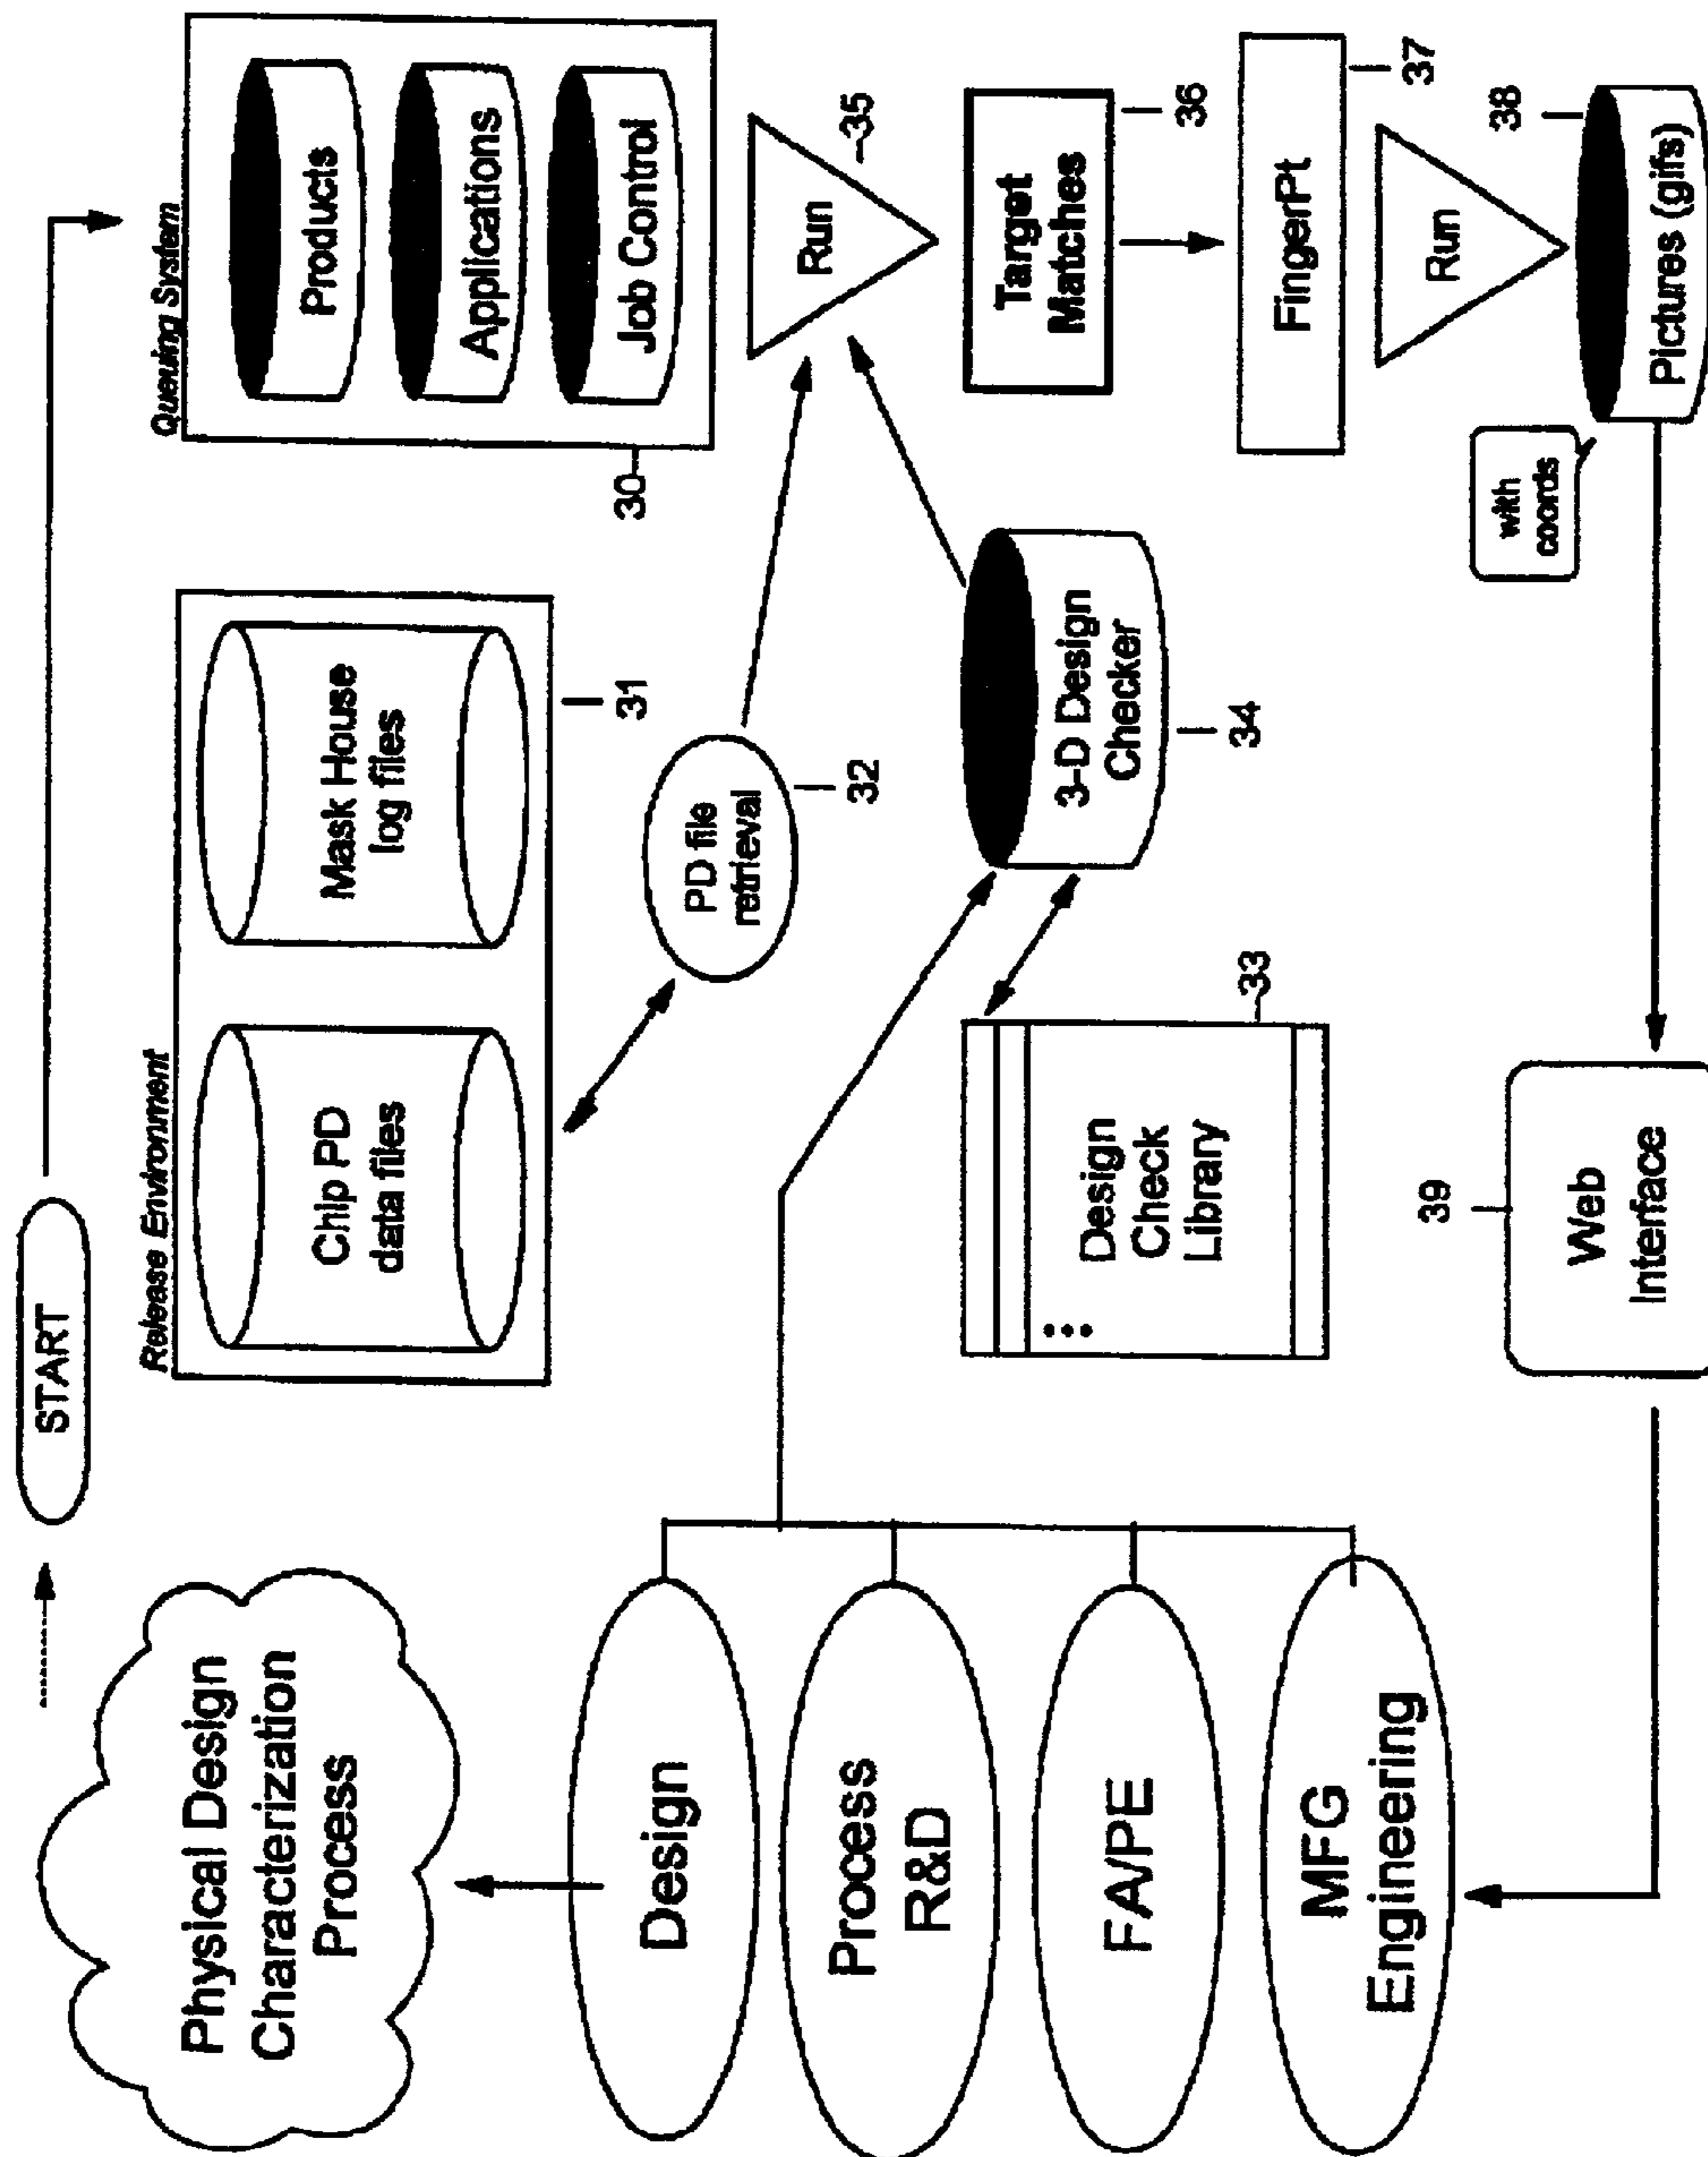 START
Physical Design
Characterization
Process
Release Environment
Chip PD
data files
Mask House
log files
31
Queuing System
Products
Applications
Job Control
30
PD file
retrieval
32
Run
35
Design
Process
R&D
FA/PE
MFG
Engineering
Design
Check
Library
33
3-D Design
Checker
34
Target
Matches
36
FingerPt
37
Run
with
coords
38
Pictures (gifs)
39
Web
Interface